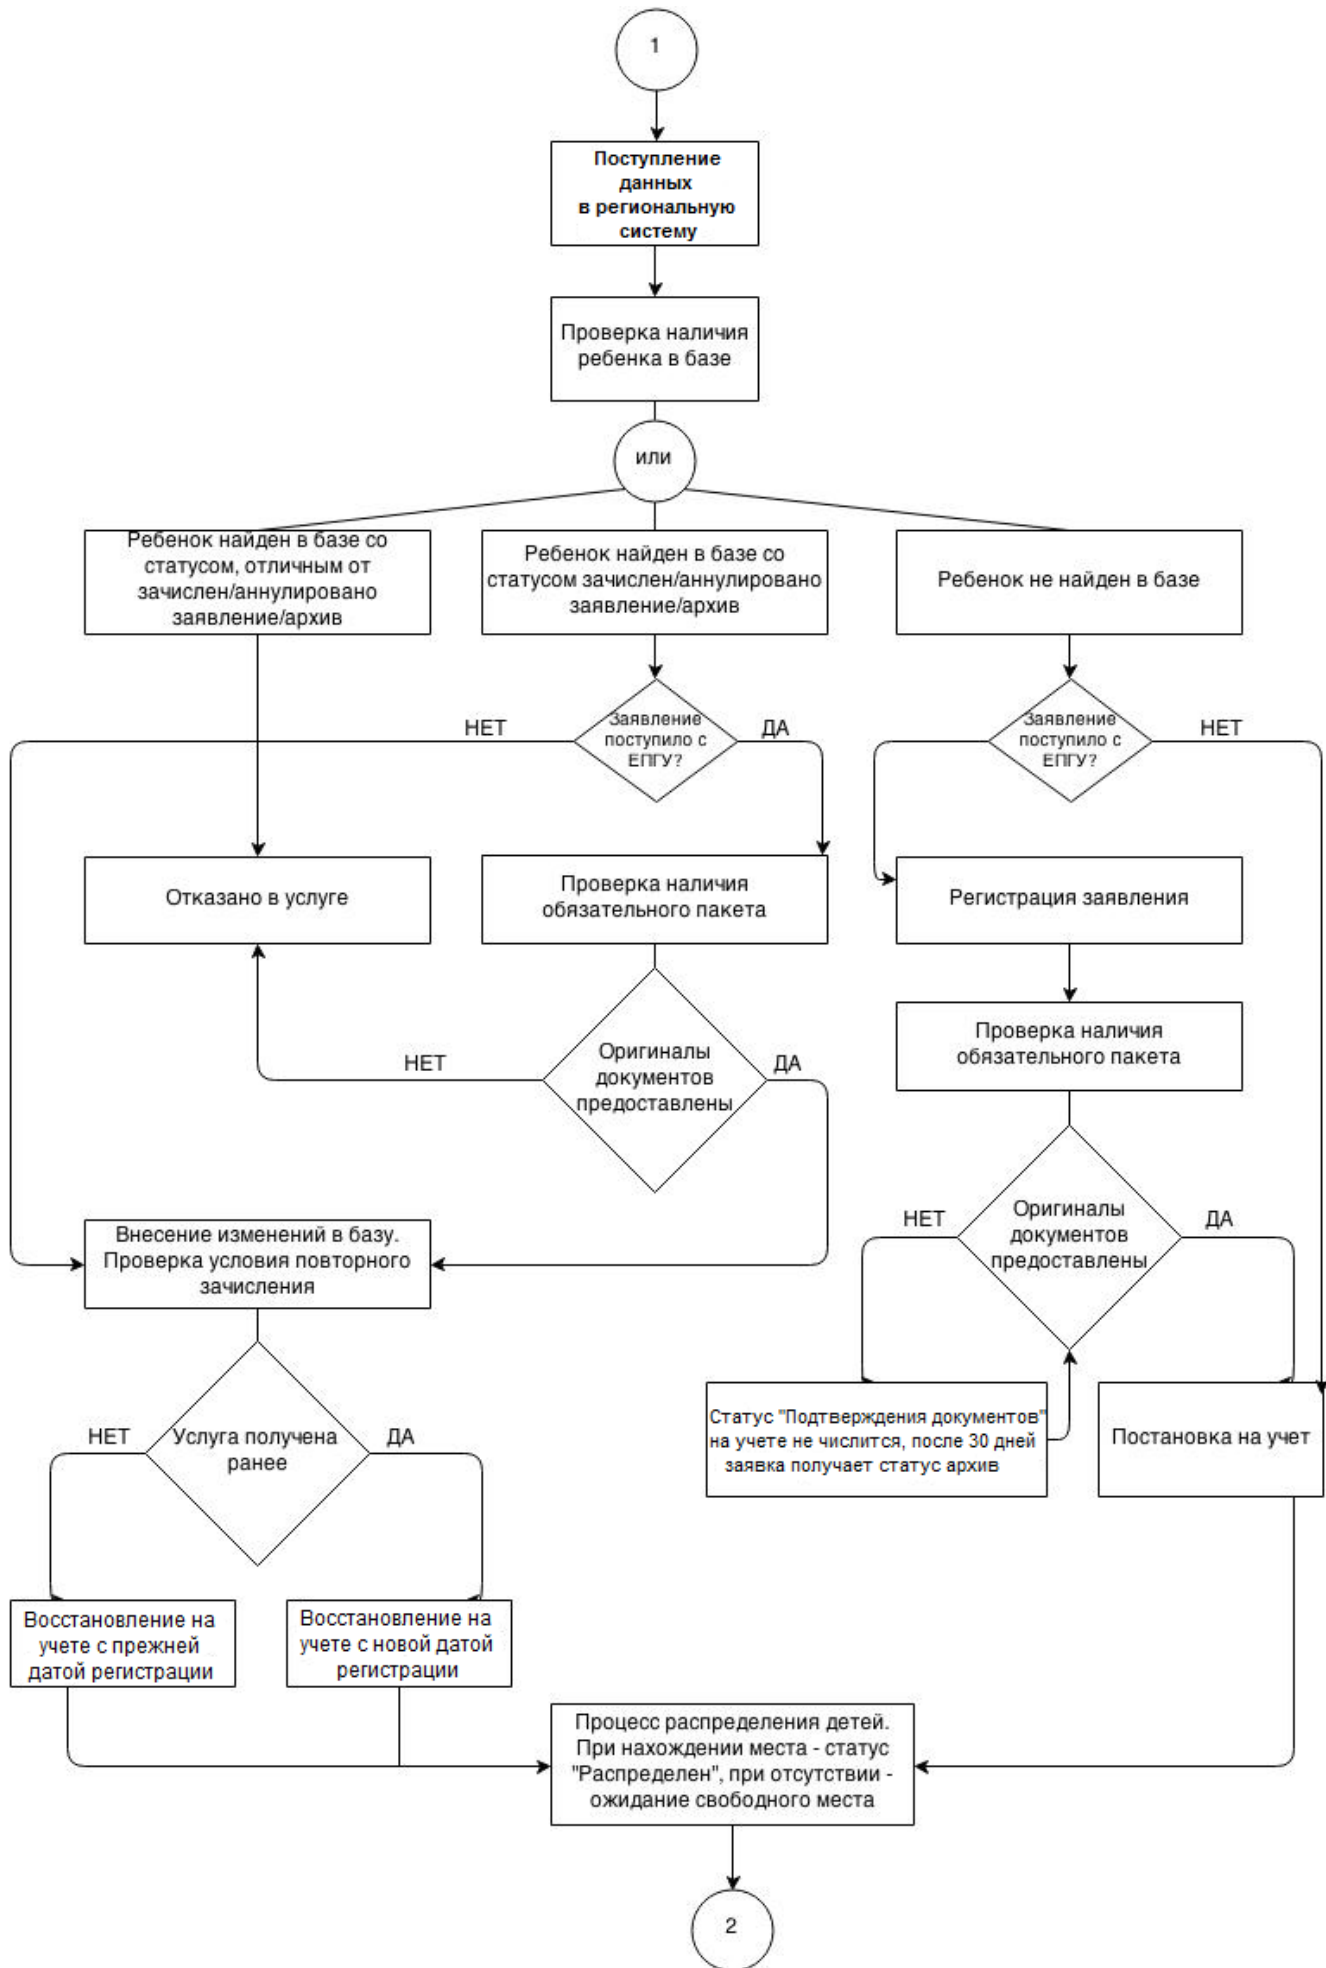 1
Поступление
данных
в региональную
систему
Проверка наличия
ребенка в базе
или
Ребенок найден в базе со
статусом, отличным от
зачислен/аннулировано
заявление/архив
Ребенок найден в базе со
статусом зачислен/аннулировано
заявление/архив
Ребенок не найден в базе
НЕТ
Заявление
поступило с
ЕПГУ?
ДА
Заявление
поступило с
ЕПГУ?
НЕТ
Отказано в услуге
Проверка наличия
обязательного пакета
Регистрация заявления
НЕТ
Оригиналы
документов
предоставлены
ДА
Проверка наличия
обязательного пакета
НЕТ
Оригиналы
документов
предоставлены
ДА
Внесение изменений в базу.
Проверка условия повторного
зачисления
НЕТ
Услуга получена
ранее
ДА
Статус "Подтверждения документов"
на учете не числится, после 30 дней
заявка получает статус архив
Постановка на учет
Восстановление на
учете с прежней
датой регистрации
Восстановление на
учете с новой датой
регистрации
Процесс распределения детей.
При нахождении места - статус
"Распределен", при отсутствии -
ожидание свободного места
2